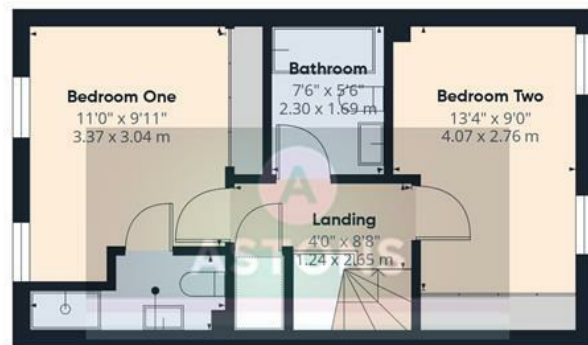 Bedroom One
11'0" x 9'11"
3.37 x 3.04 m
Bathroom
7'6" x 5'6"
2.30 x 1.69 m
Bedroom Two
13'4" x 9'0"
4.07 x 2.76 m
A
Landing
4'0" x 8'8"
1.24 x 2.65 m
ASTONS